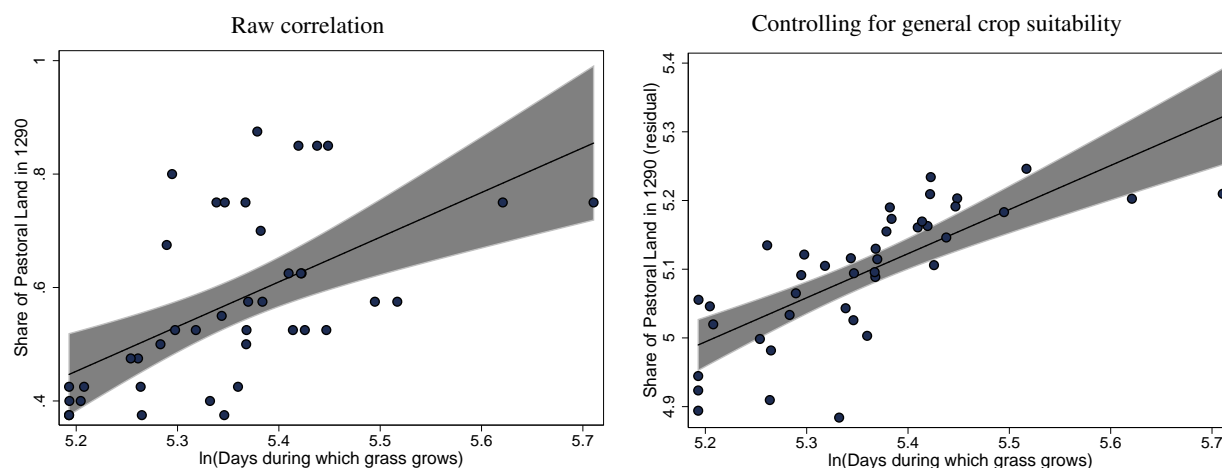 Raw correlation
Share of Pastoral Land in 1290
1
.8
.6
.4
5.2 5.3 5.4 5.5 5.6 5.7
ln(Days during which grass grows)
Controlling for general crop suitability
Share of Pastoral Land in 1290 (residual)
5.4
5.3
5.2
5.1
5
4.9
5.2 5.3 5.4 5.5 5.6 5.7
ln(Days during which grass grows)